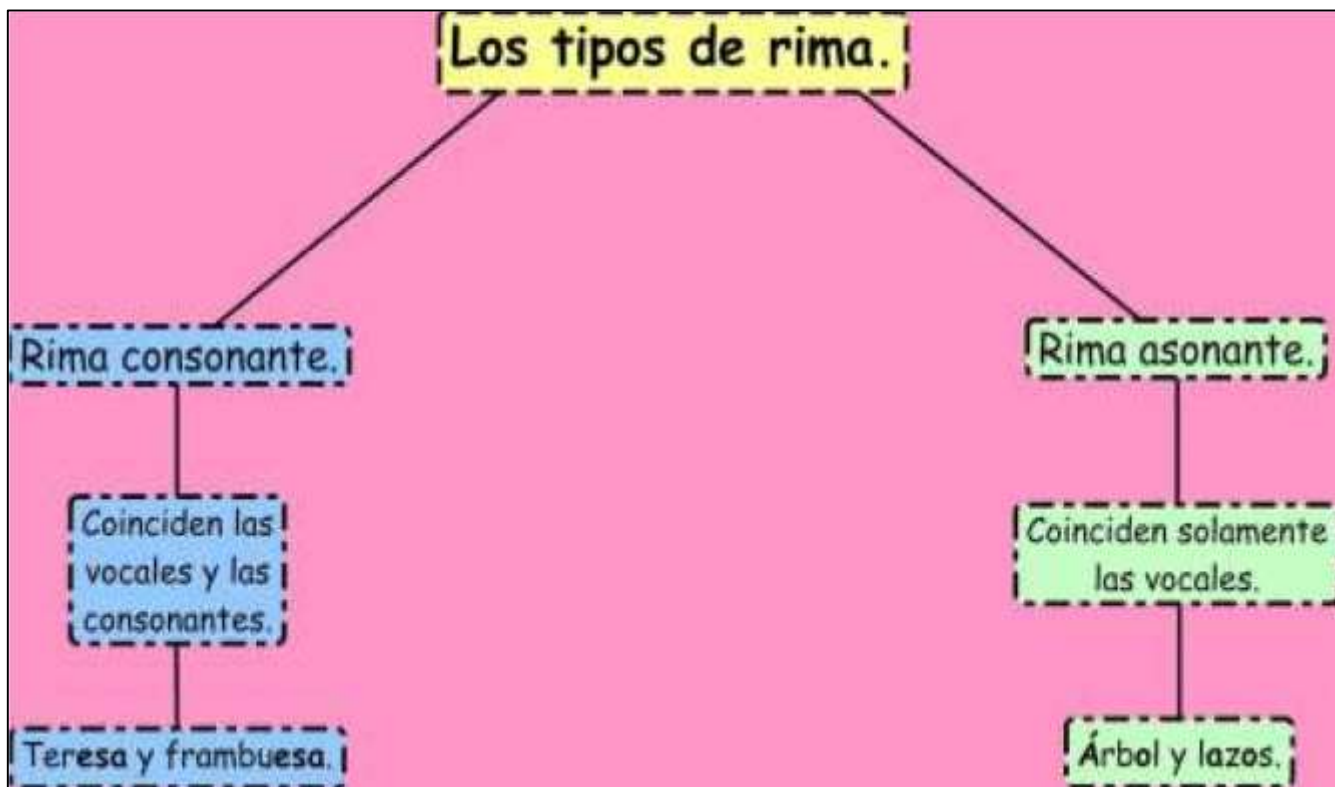 Los tipos de rima.
Rima consonante.
Rima asonante.
Coinciden las
vocales y las
consonantes.
Coinciden solamente
las vocales.
Teresa y frambuesa.
Árbol y lazos.